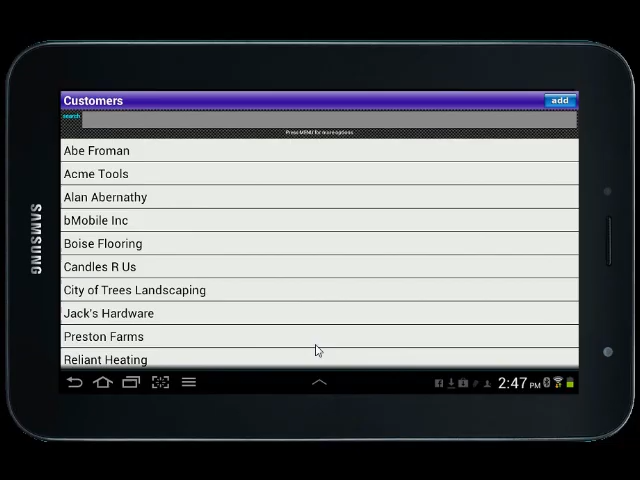 Customers
add
search
Press MENU for more options
Abe Froman
Acme Tools
Alan Abernathy
bMobile Inc
Boise Flooring
Candles R Us
City of Trees Landscaping
Jack's Hardware
Preston Farms
Reliant Heating
2:47 PM
SAMSUNG